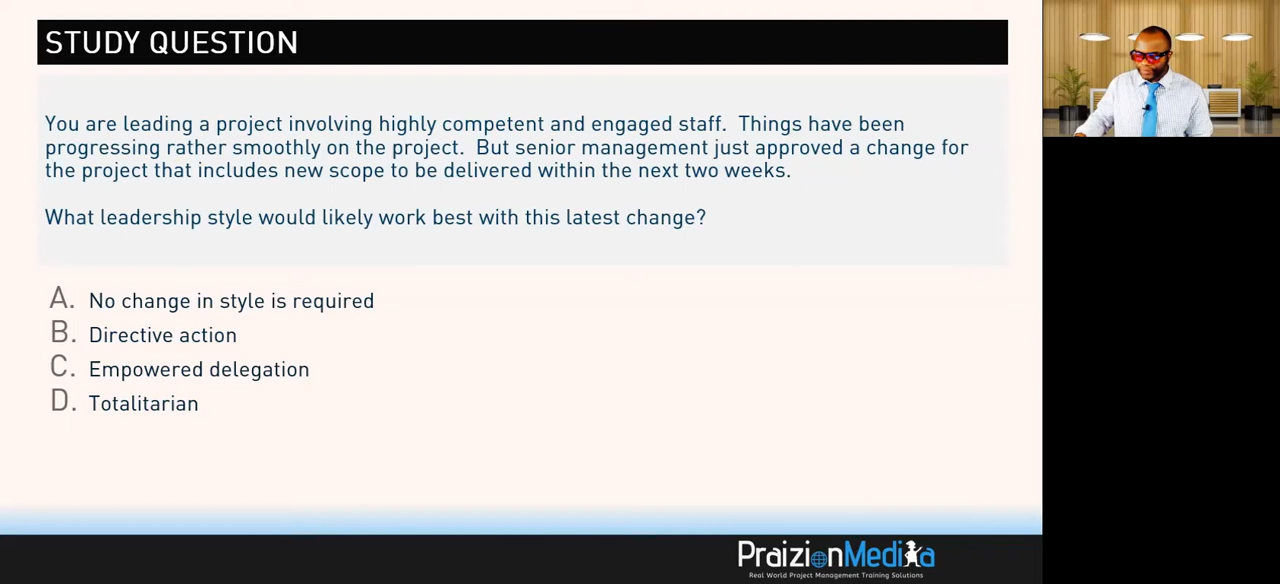 STUDY QUESTION
You are leading a project involving highly competent and engaged staff. Things have been
progressing rather smoothly on the project. But senior management just approved a change for
the project that includes new scope to be delivered within the next two weeks.
What leadership style would likely work best with this latest change?
A. No change in style is required
B. Directive action
C. Empowered delegation
D. Totalitarian
PraizionMedia
Real World Project Management Training Solutions